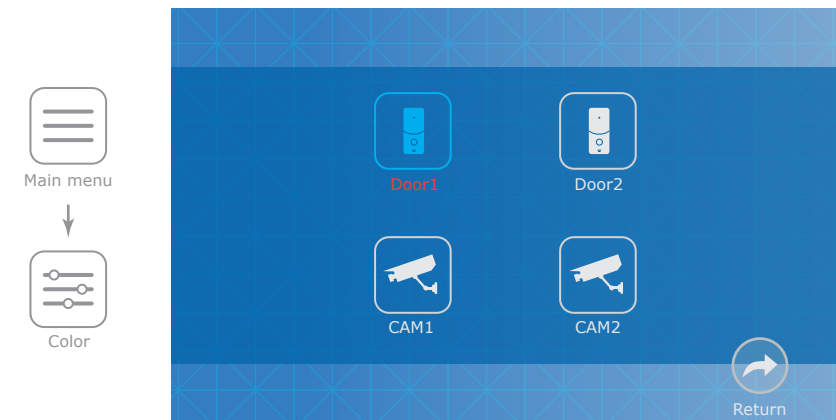 Main menu
Color
Door1
Door2
CAM1
CAM2
Return